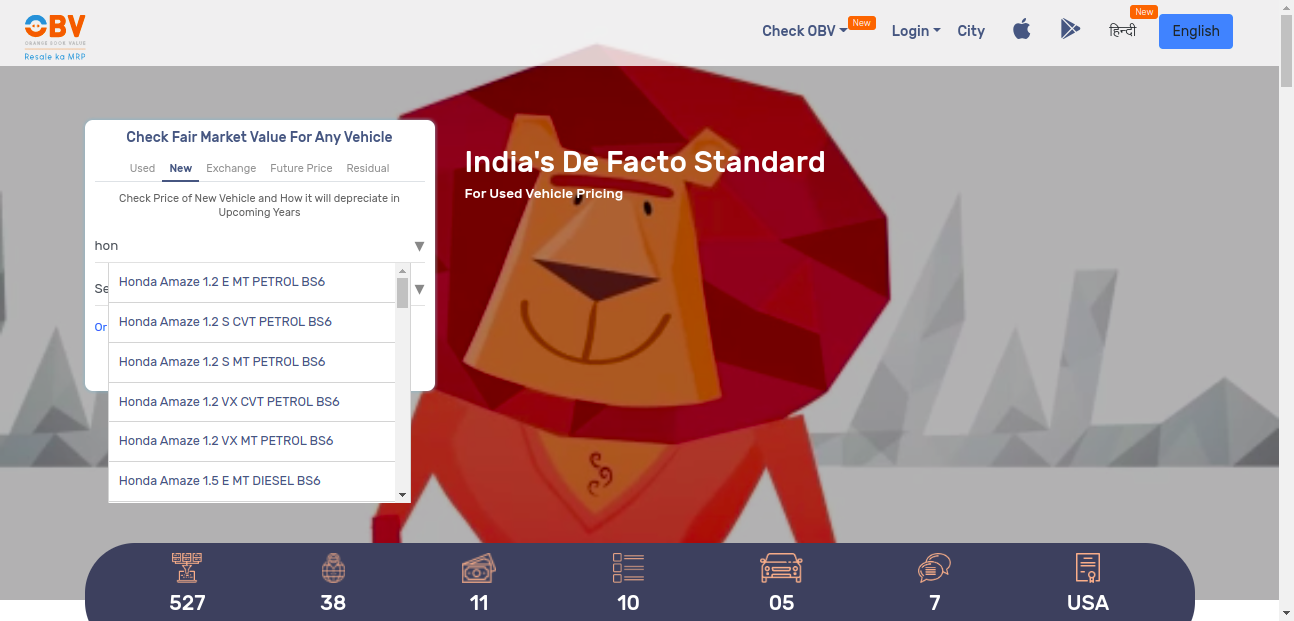 OBV
ORANGE BOOK VALUE
Resale ka MRP
Check OBV New
Login
City
हिन्दी New
English
Check Fair Market Value For Any Vehicle
Used New Exchange Future Price Residual
Check Price of New Vehicle and How it will depreciate in
Upcoming Years
hon
Se
Or
Honda Amaze 1.2 E MT PETROL BS6
Honda Amaze 1.2 S CVT PETROL BS6
Honda Amaze 1.2 S MT PETROL BS6
Honda Amaze 1.2 VX CVT PETROL BS6
Honda Amaze 1.2 VX MT PETROL BS6
Honda Amaze 1.5 E MT DIESEL BS6
India's De Facto Standard
For Used Vehicle Pricing
527 38 11 10 05 7 USA